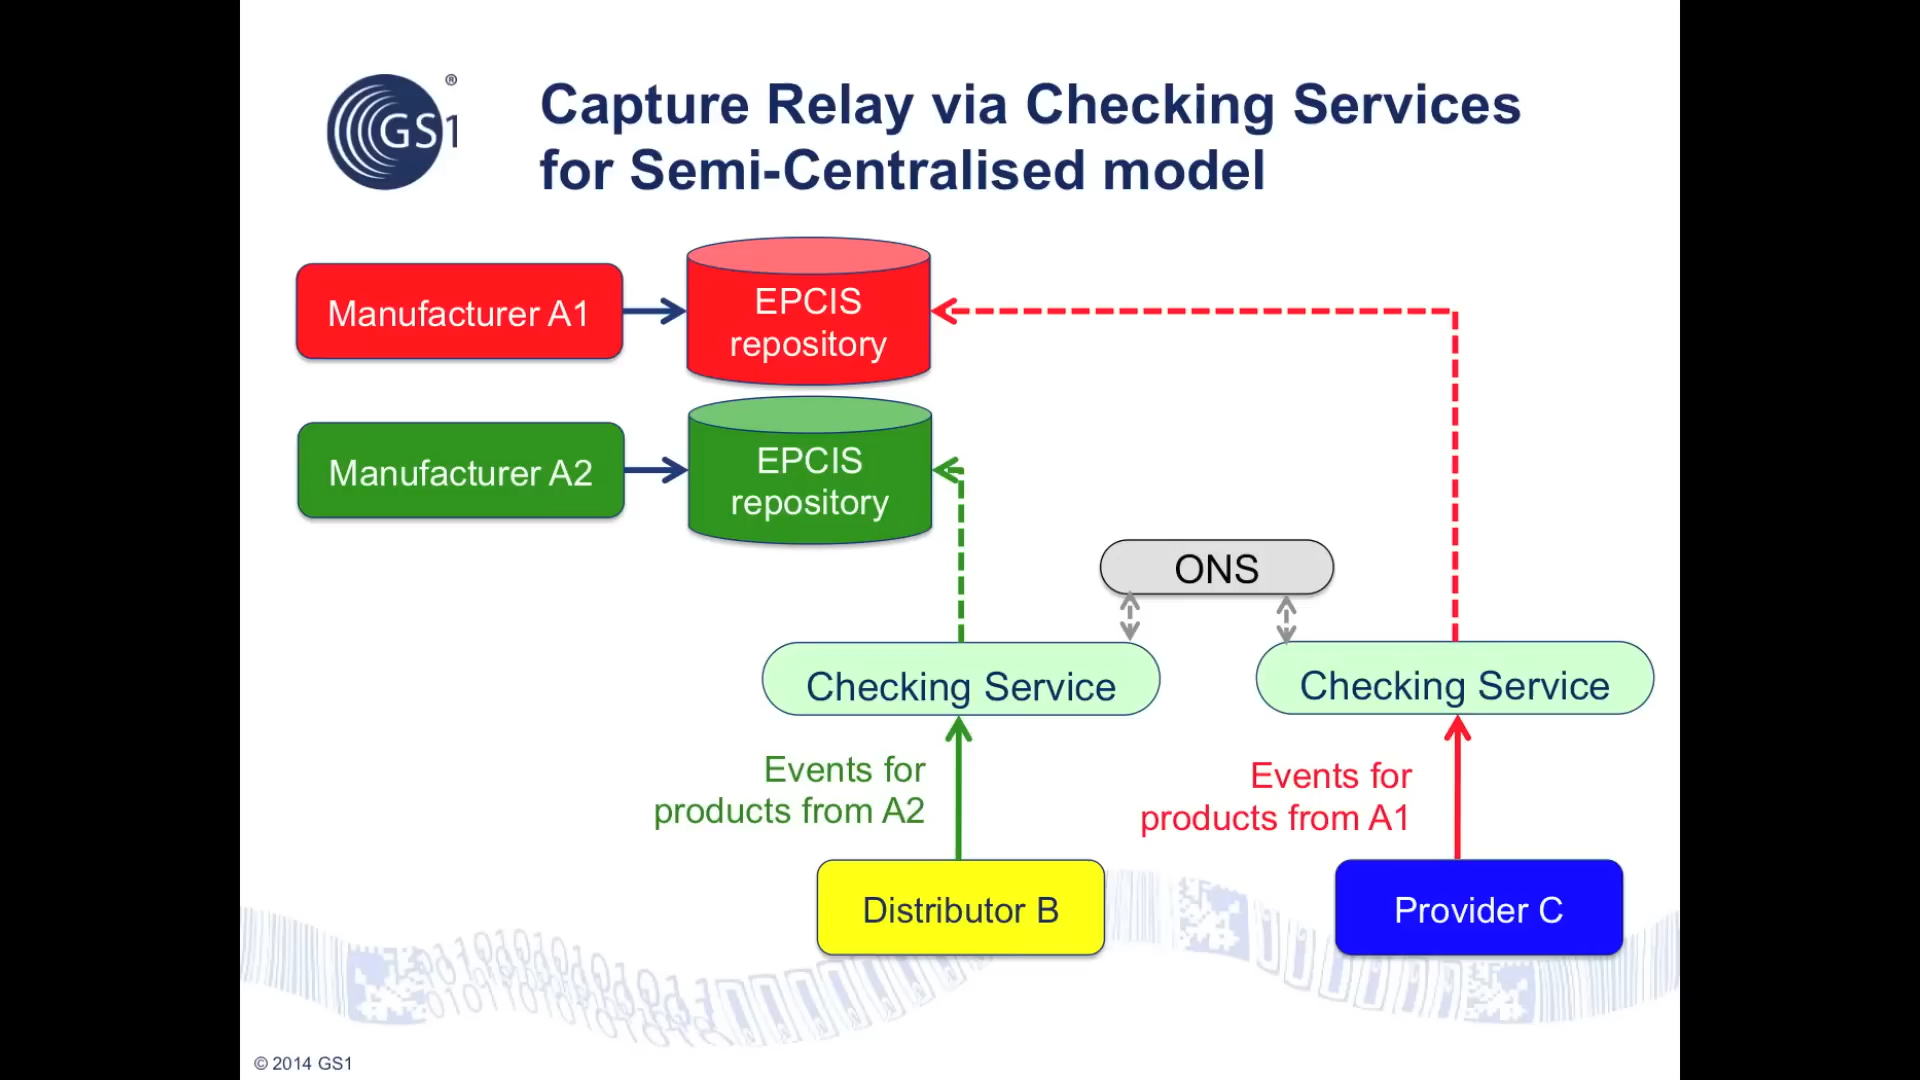 GS1
®
Capture Relay via Checking Services
for Semi-Centralised model
Manufacturer A1
EPCIS
repository
Manufacturer A2
EPCIS
repository
ONS
Checking Service
Checking Service
Events for
products from A2
Events for
products from A1
Distributor B
Provider C
© 2014 GS1